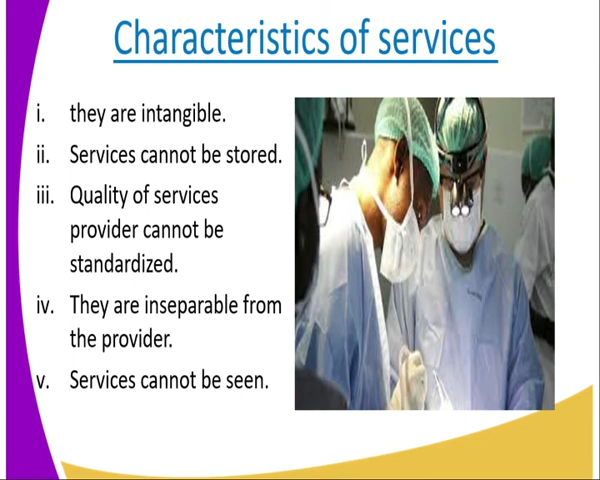 Characteristics of services
i. they are intangible.
ii. Services cannot be stored.
iii. Quality of services
provider cannot be
standardized.
iv. They are inseparable from
the provider.
v. Services cannot be seen.